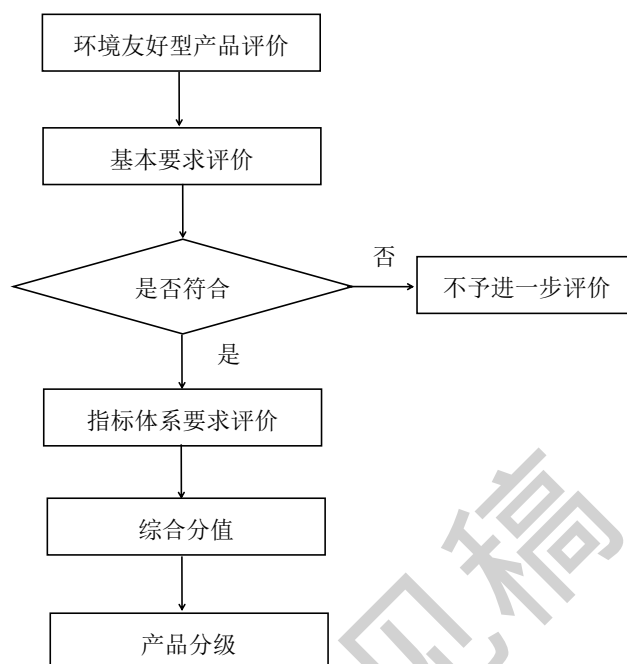 环境友好型产品评价
基本要求评价
是否符合
否
不予进一步评价
是
指标体系要求评价
综合分值
产品分级
见稿